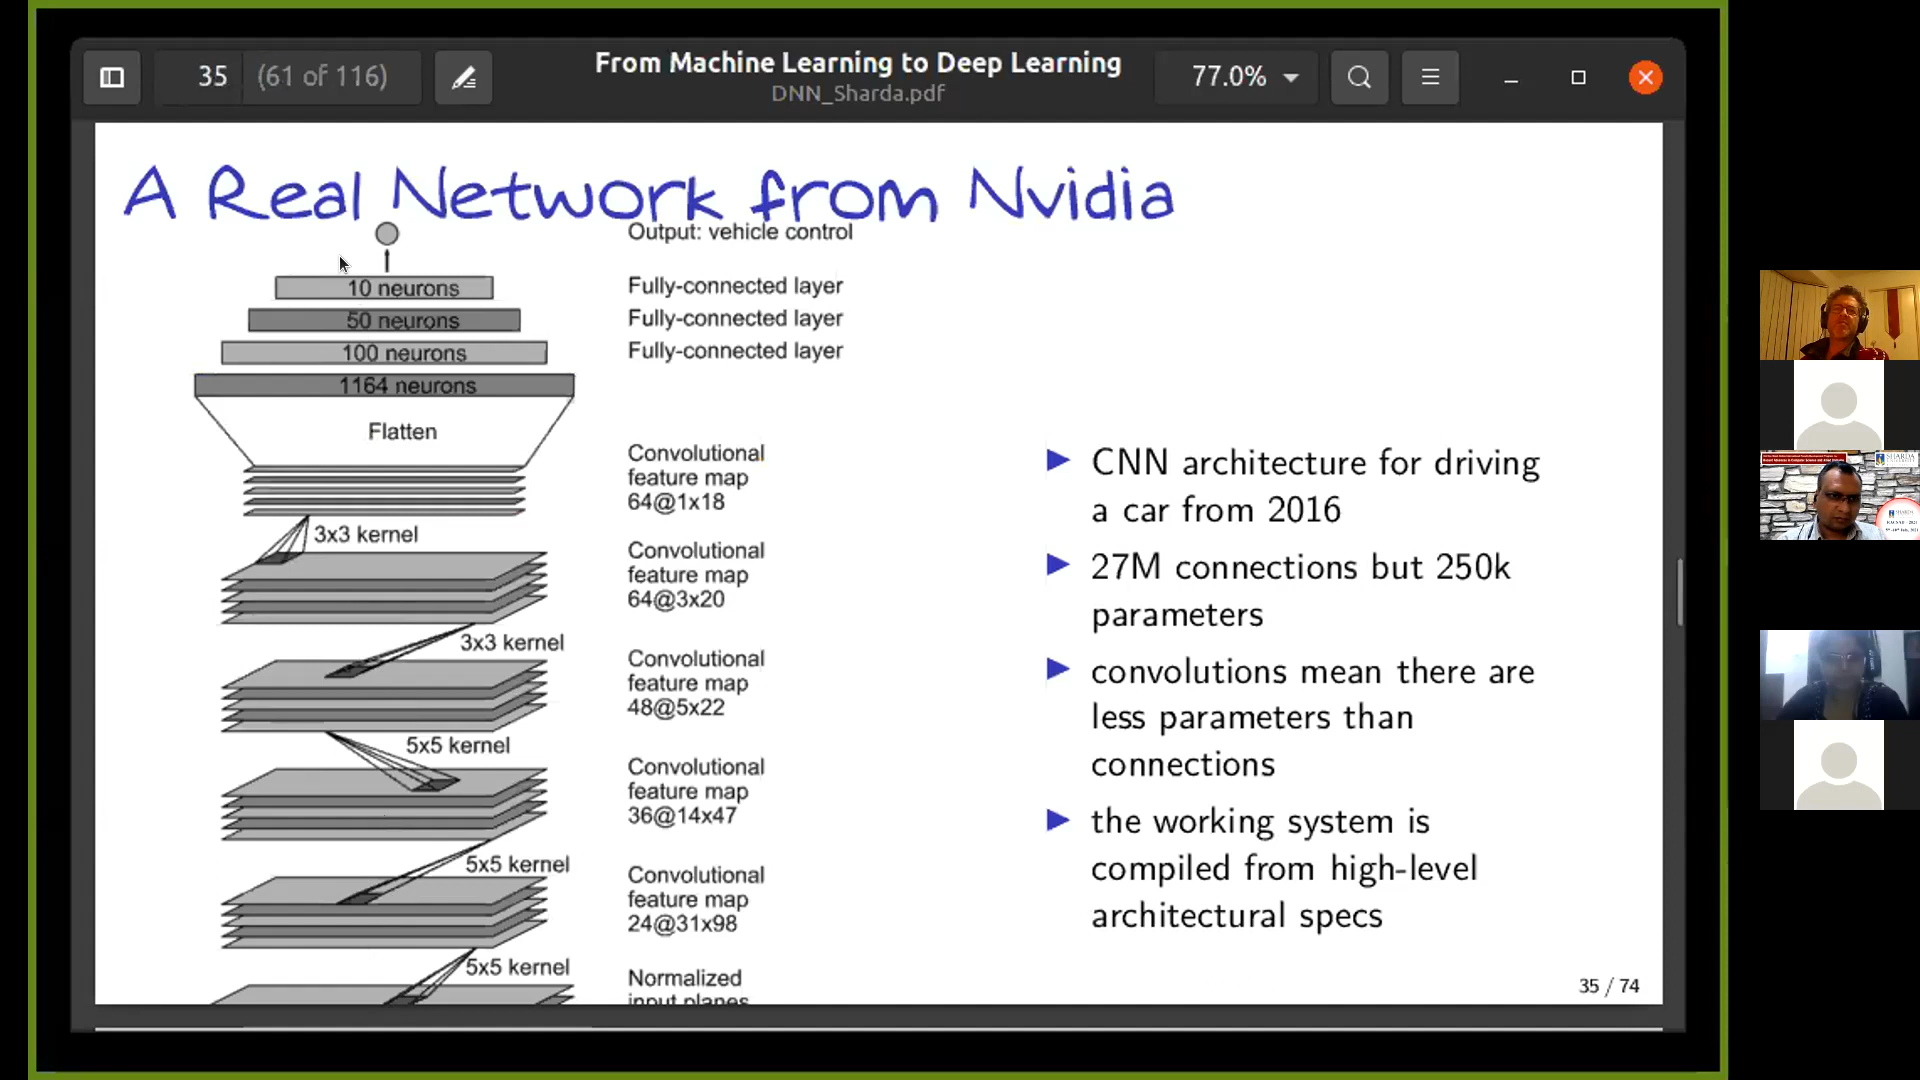 35 (61 of 116)
From Machine Learning to Deep Learning
DNN_Sharda.pdf
77.0%
A Real Network from Nvidia
Output: vehicle control
10 neurons
Fully-connected layer
50 neurons
Fully-connected layer
100 neurons
Fully-connected layer
1164 neurons
Flatten
Convolutional
feature map
64@1x18
3x3 kernel
Convolutional
feature map
64@3x20
3x3 kernel
Convolutional
feature map
48@5x22
5x5 kernel
Convolutional
feature map
36@14x47
5x5 kernel
Convolutional
feature map
24@31x98
5x5 kernel
Normalized
input planes
CNN architecture for driving
a car from 2016
27M connections but 250k
parameters
convolutions mean there are
less parameters than
connections
the working system is
compiled from high-level
architectural specs
35 / 74
SHARDA